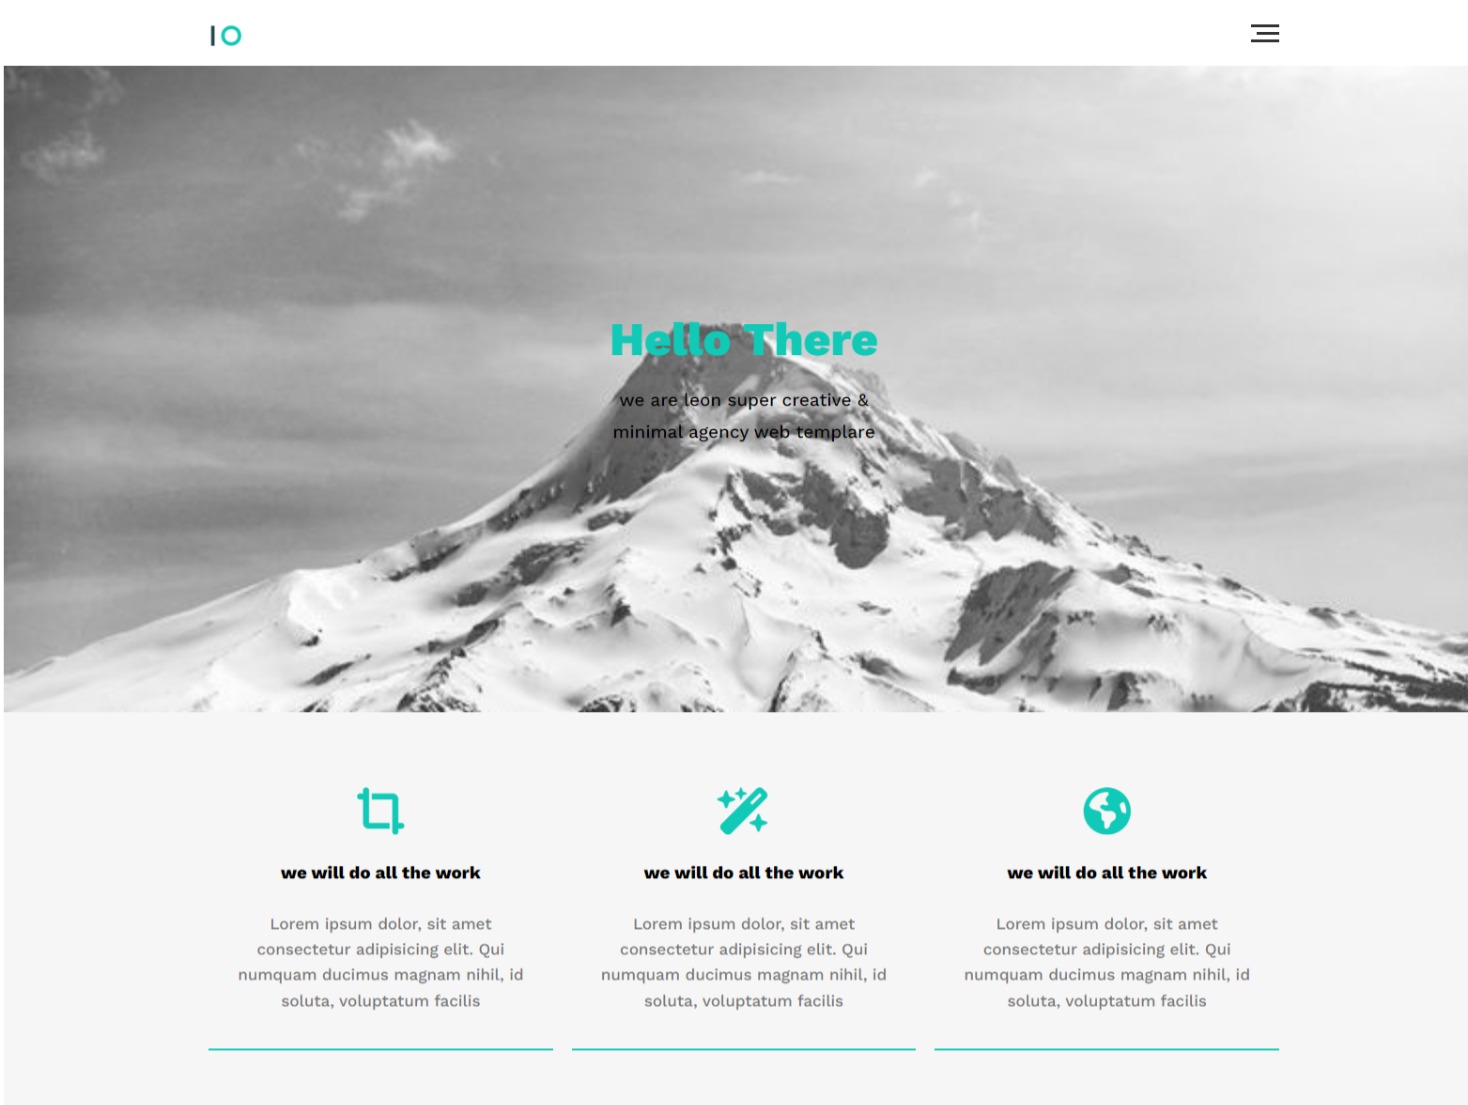 IO
Hello There
we are leon super creative &
minimal agency web templare
we will do all the work
Lorem ipsum dolor, sit amet
consectetur adipisicing elit. Qui
numquam ducimus magnam nihil, id
soluta, voluptatum facilis
we will do all the work
Lorem ipsum dolor, sit amet
consectetur adipisicing elit. Qui
numquam ducimus magnam nihil, id
soluta, voluptatum facilis
we will do all the work
Lorem ipsum dolor, sit amet
consectetur adipisicing elit. Qui
numquam ducimus magnam nihil, id
soluta, voluptatum facilis